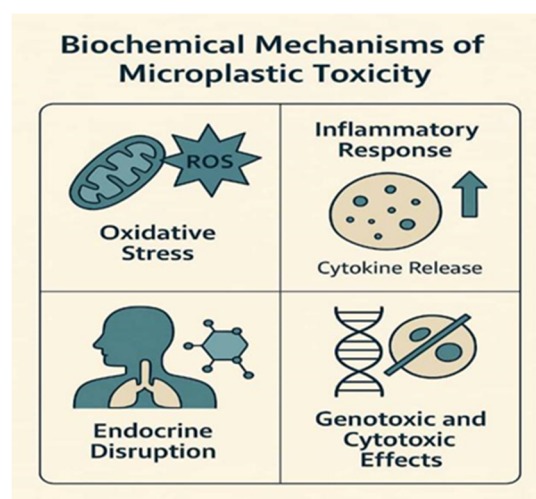 Biochemical Mechanisms of
Microplastic Toxicity
ROS
Oxidative
Stress
Inflammatory
Response
Cytokine Release
Endocrine
Disruption
Genotoxic and
Cytotoxic
Effects